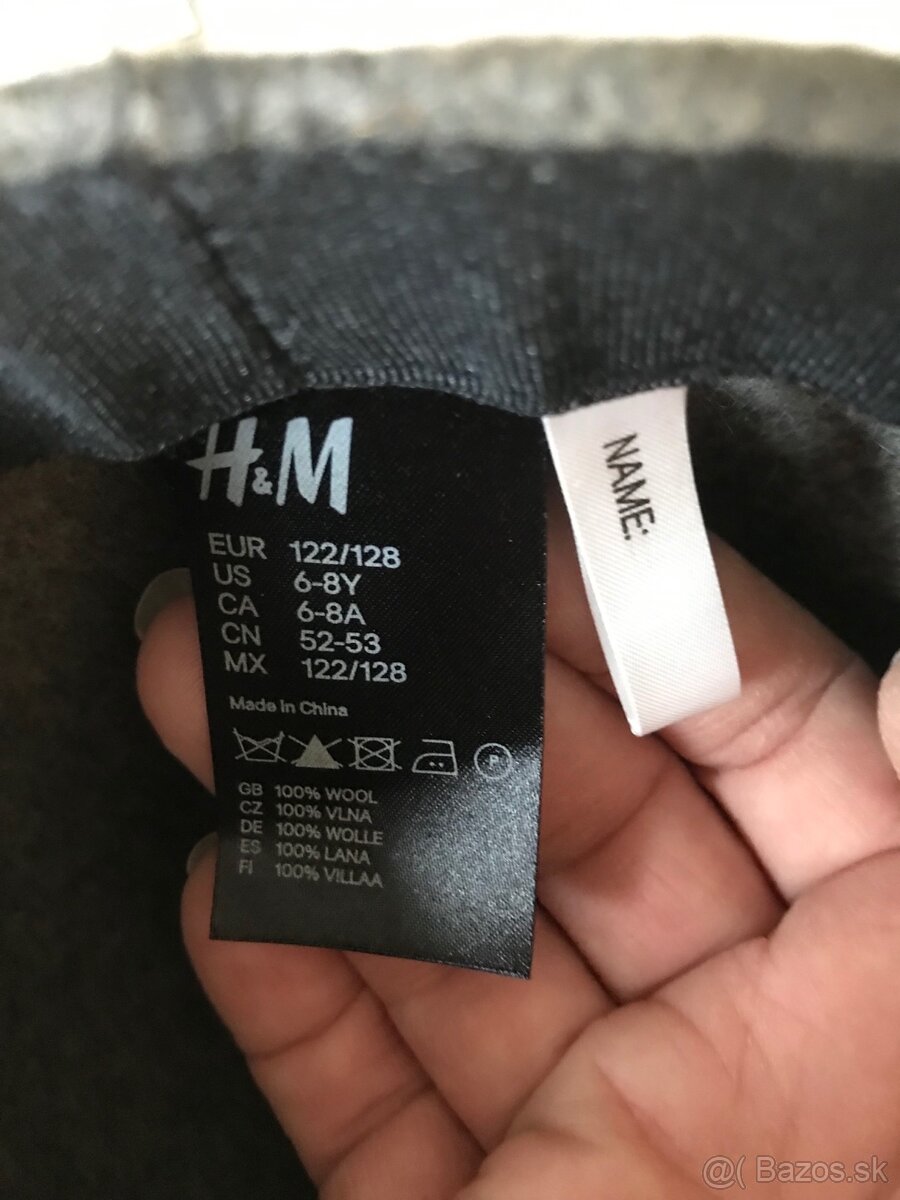 H&M
EUR 122/128
US 6-8Y
CA 6-8A
CN 52-53
MX 122/128
Made in China
P
GB 100% WOOL
CZ 100% VLNA
DE 100% WOLLE
ES 100% LANA
FI 100% VILLAA
NAME:
@( Bazos.sk